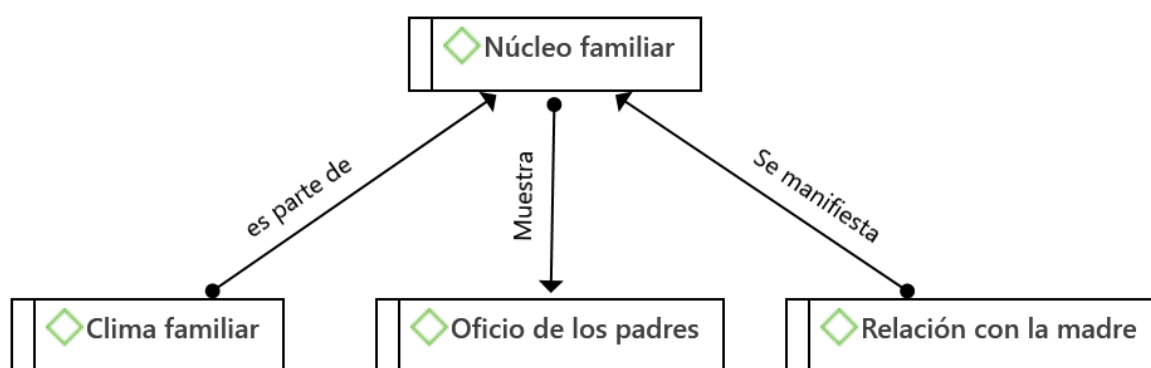 Núcleo familiar
es parte de
Muestra
Se manifiesta
Clima familiar
Oficio de los padres
Relación con la madre